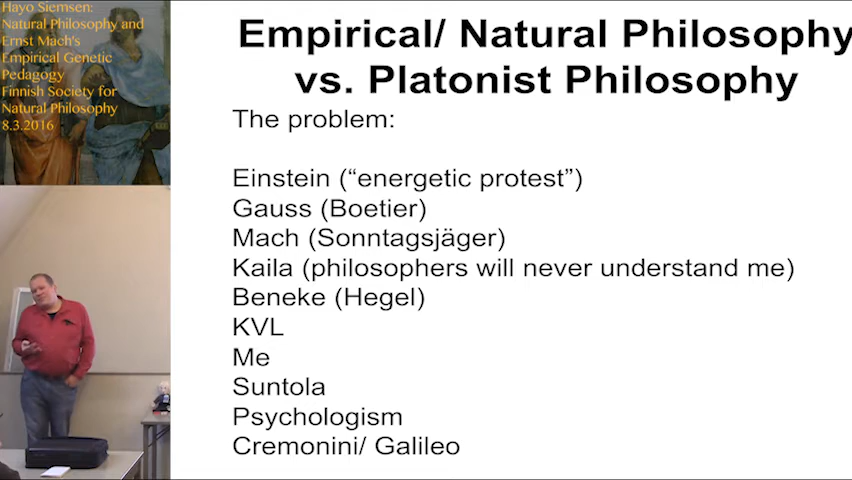 Hayo Siemsen:
Natural Philosophy and
Ernst Mach's
Empirical Genetic
Pedagogy
Finnish Society for
Natural Philosophy
8.3.2016
Empirical/ Natural Philosophy
vs. Platonist Philosophy
The problem:
Einstein (“energetic protest”)
Gauss (Boetier)
Mach (Sonntagsjäger)
Kaila (philosophers will never understand me)
Beneke (Hegel)
KVL
Me
Suntola
Psychologism
Cremonini/ Galileo